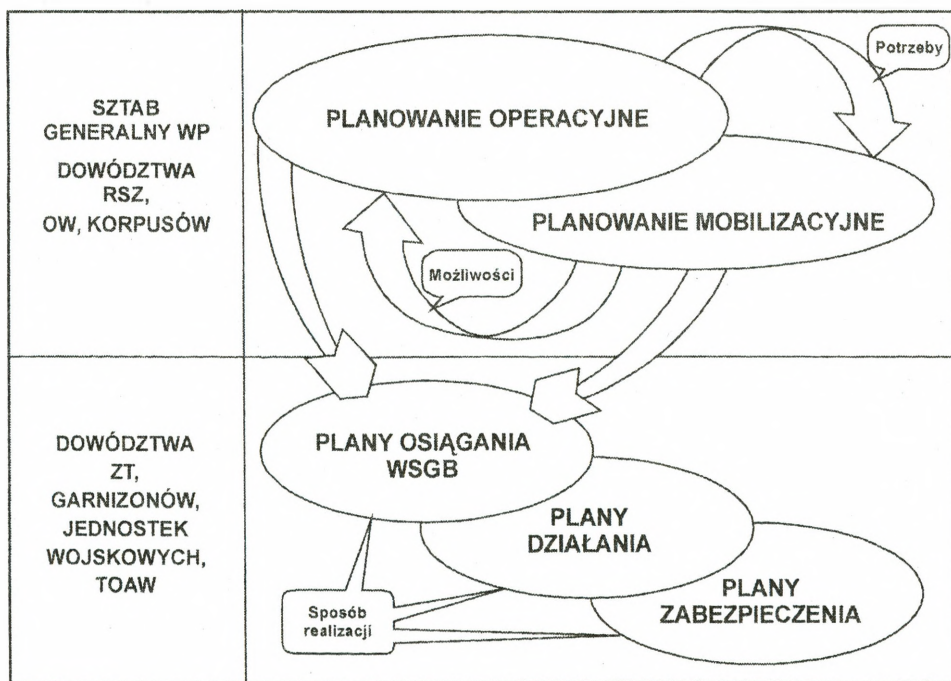 SZTAB
GENERALNY WP
DOWÓDZTWA
RSZ,
OW, KORPUSÓW
PLANOWANIE OPERACYJNE
Potrzeby
PLANOWANIE MOBILIZACYJNE
Możliwości
DOWÓDZTWA
ZT,
GARNIZONÓW,
JEDNOSTEK
WOJSKOWYCH,
TOAW
PLANY OSIĄGANIA
WSGB
PLANY
DZIAŁANIA
PLANY
ZABEZPIECZENIA
Sposób
realizacji